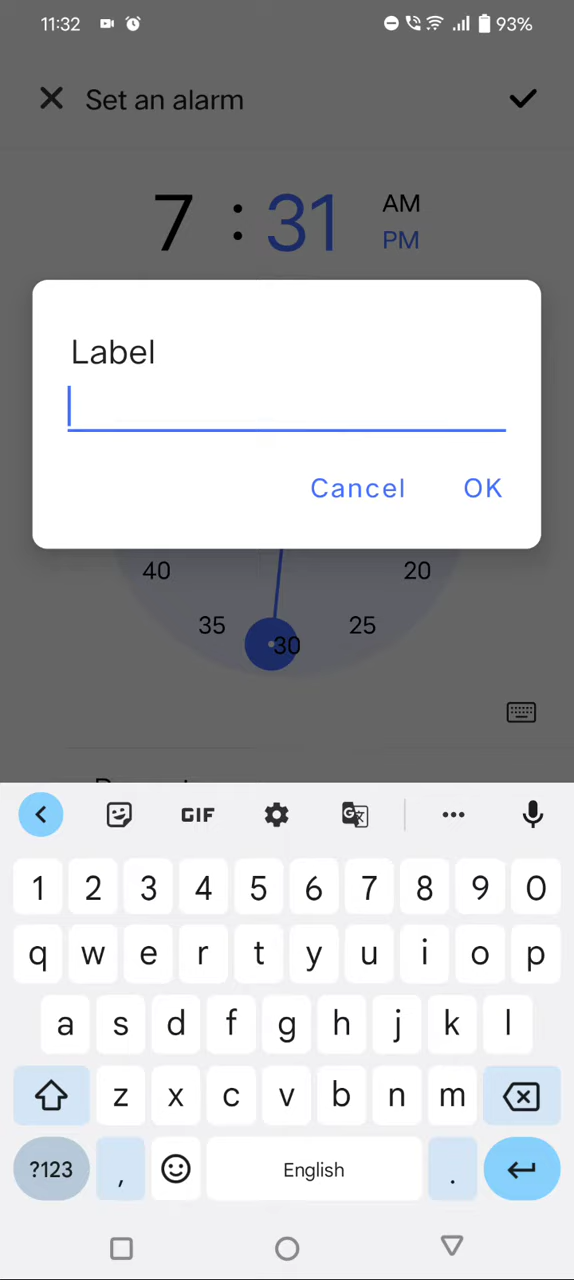 11:32 93%
Set an alarm
7 : 31 AM
PM
Label
Cancel OK
40 20
35 25
30
GIF
1 2 3 4 5 6 7 8 9 0
q w e r t y u i o p
a s d f g h j k l
z x c v b n m
?123 , English .